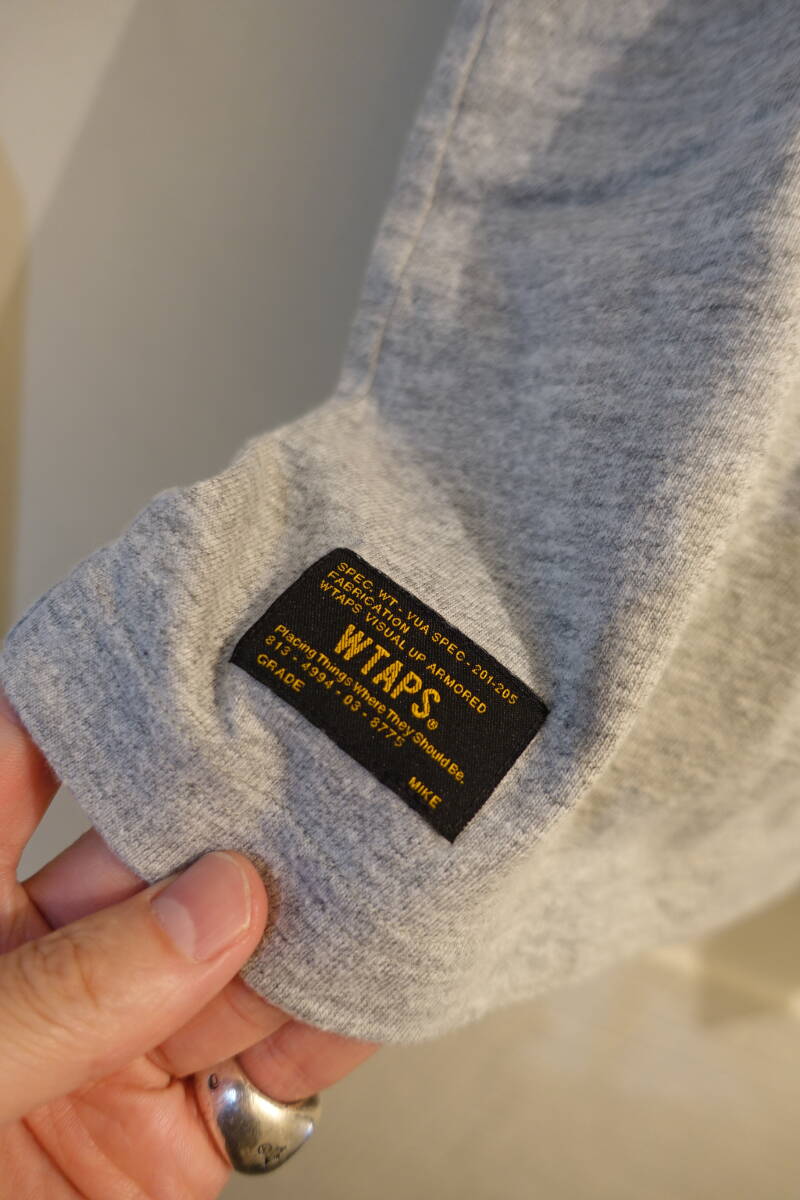 SPEC. WT - VUA SPEC - 201-205
FABRICATION
WTAPS. VISUAL UP ARMORED
WTAPS®
Placing Things Where They Should Be.
813 - 4994 - 03 - 8775
GRADE
MIKE